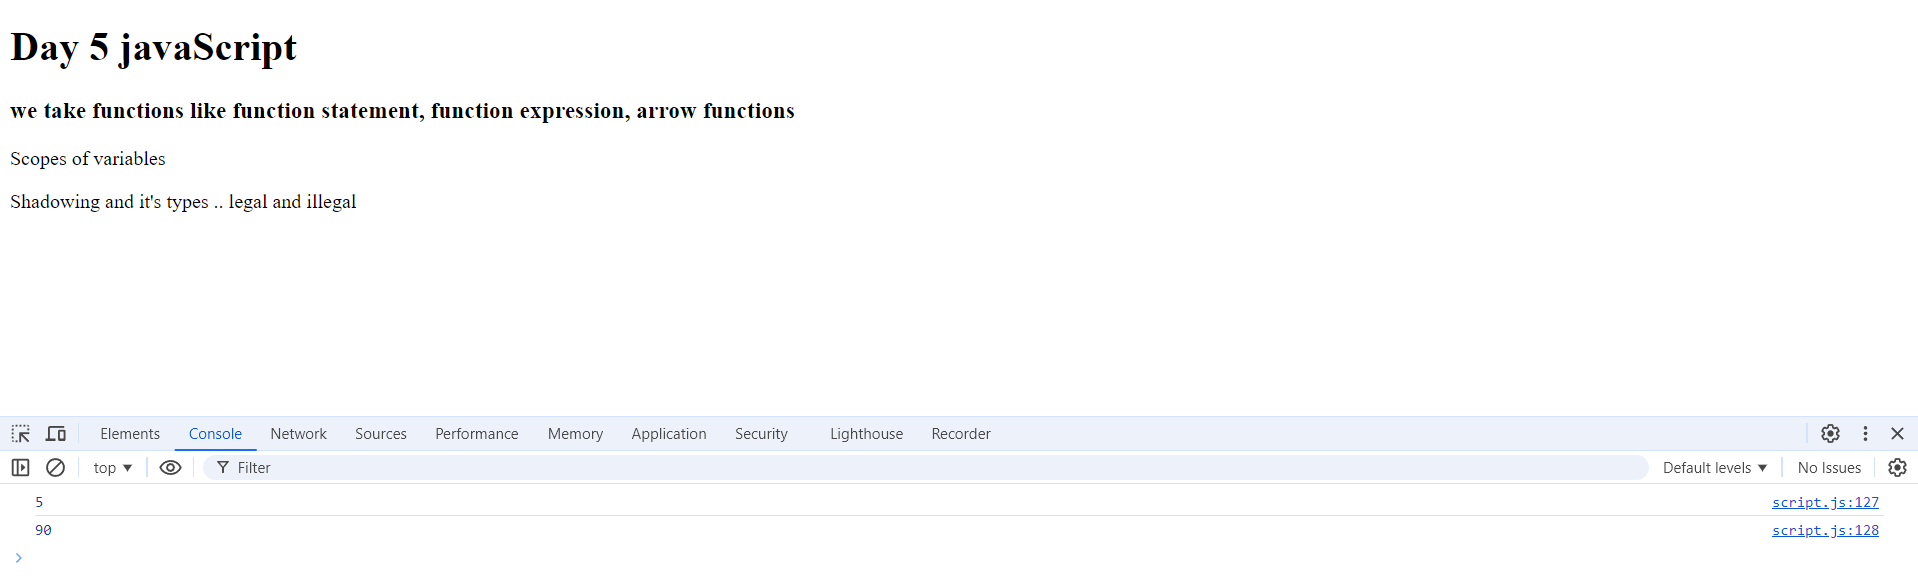 Day 5 javaScript
we take functions like function statement, function expression, arrow functions
Scopes of variables
Shadowing and it's types .. legal and illegal
Elements Console Network Sources Performance Memory Application Security Lighthouse Recorder
top ▼ Filter Default levels ▼ No Issues
5 script.js:127
90 script.js:128